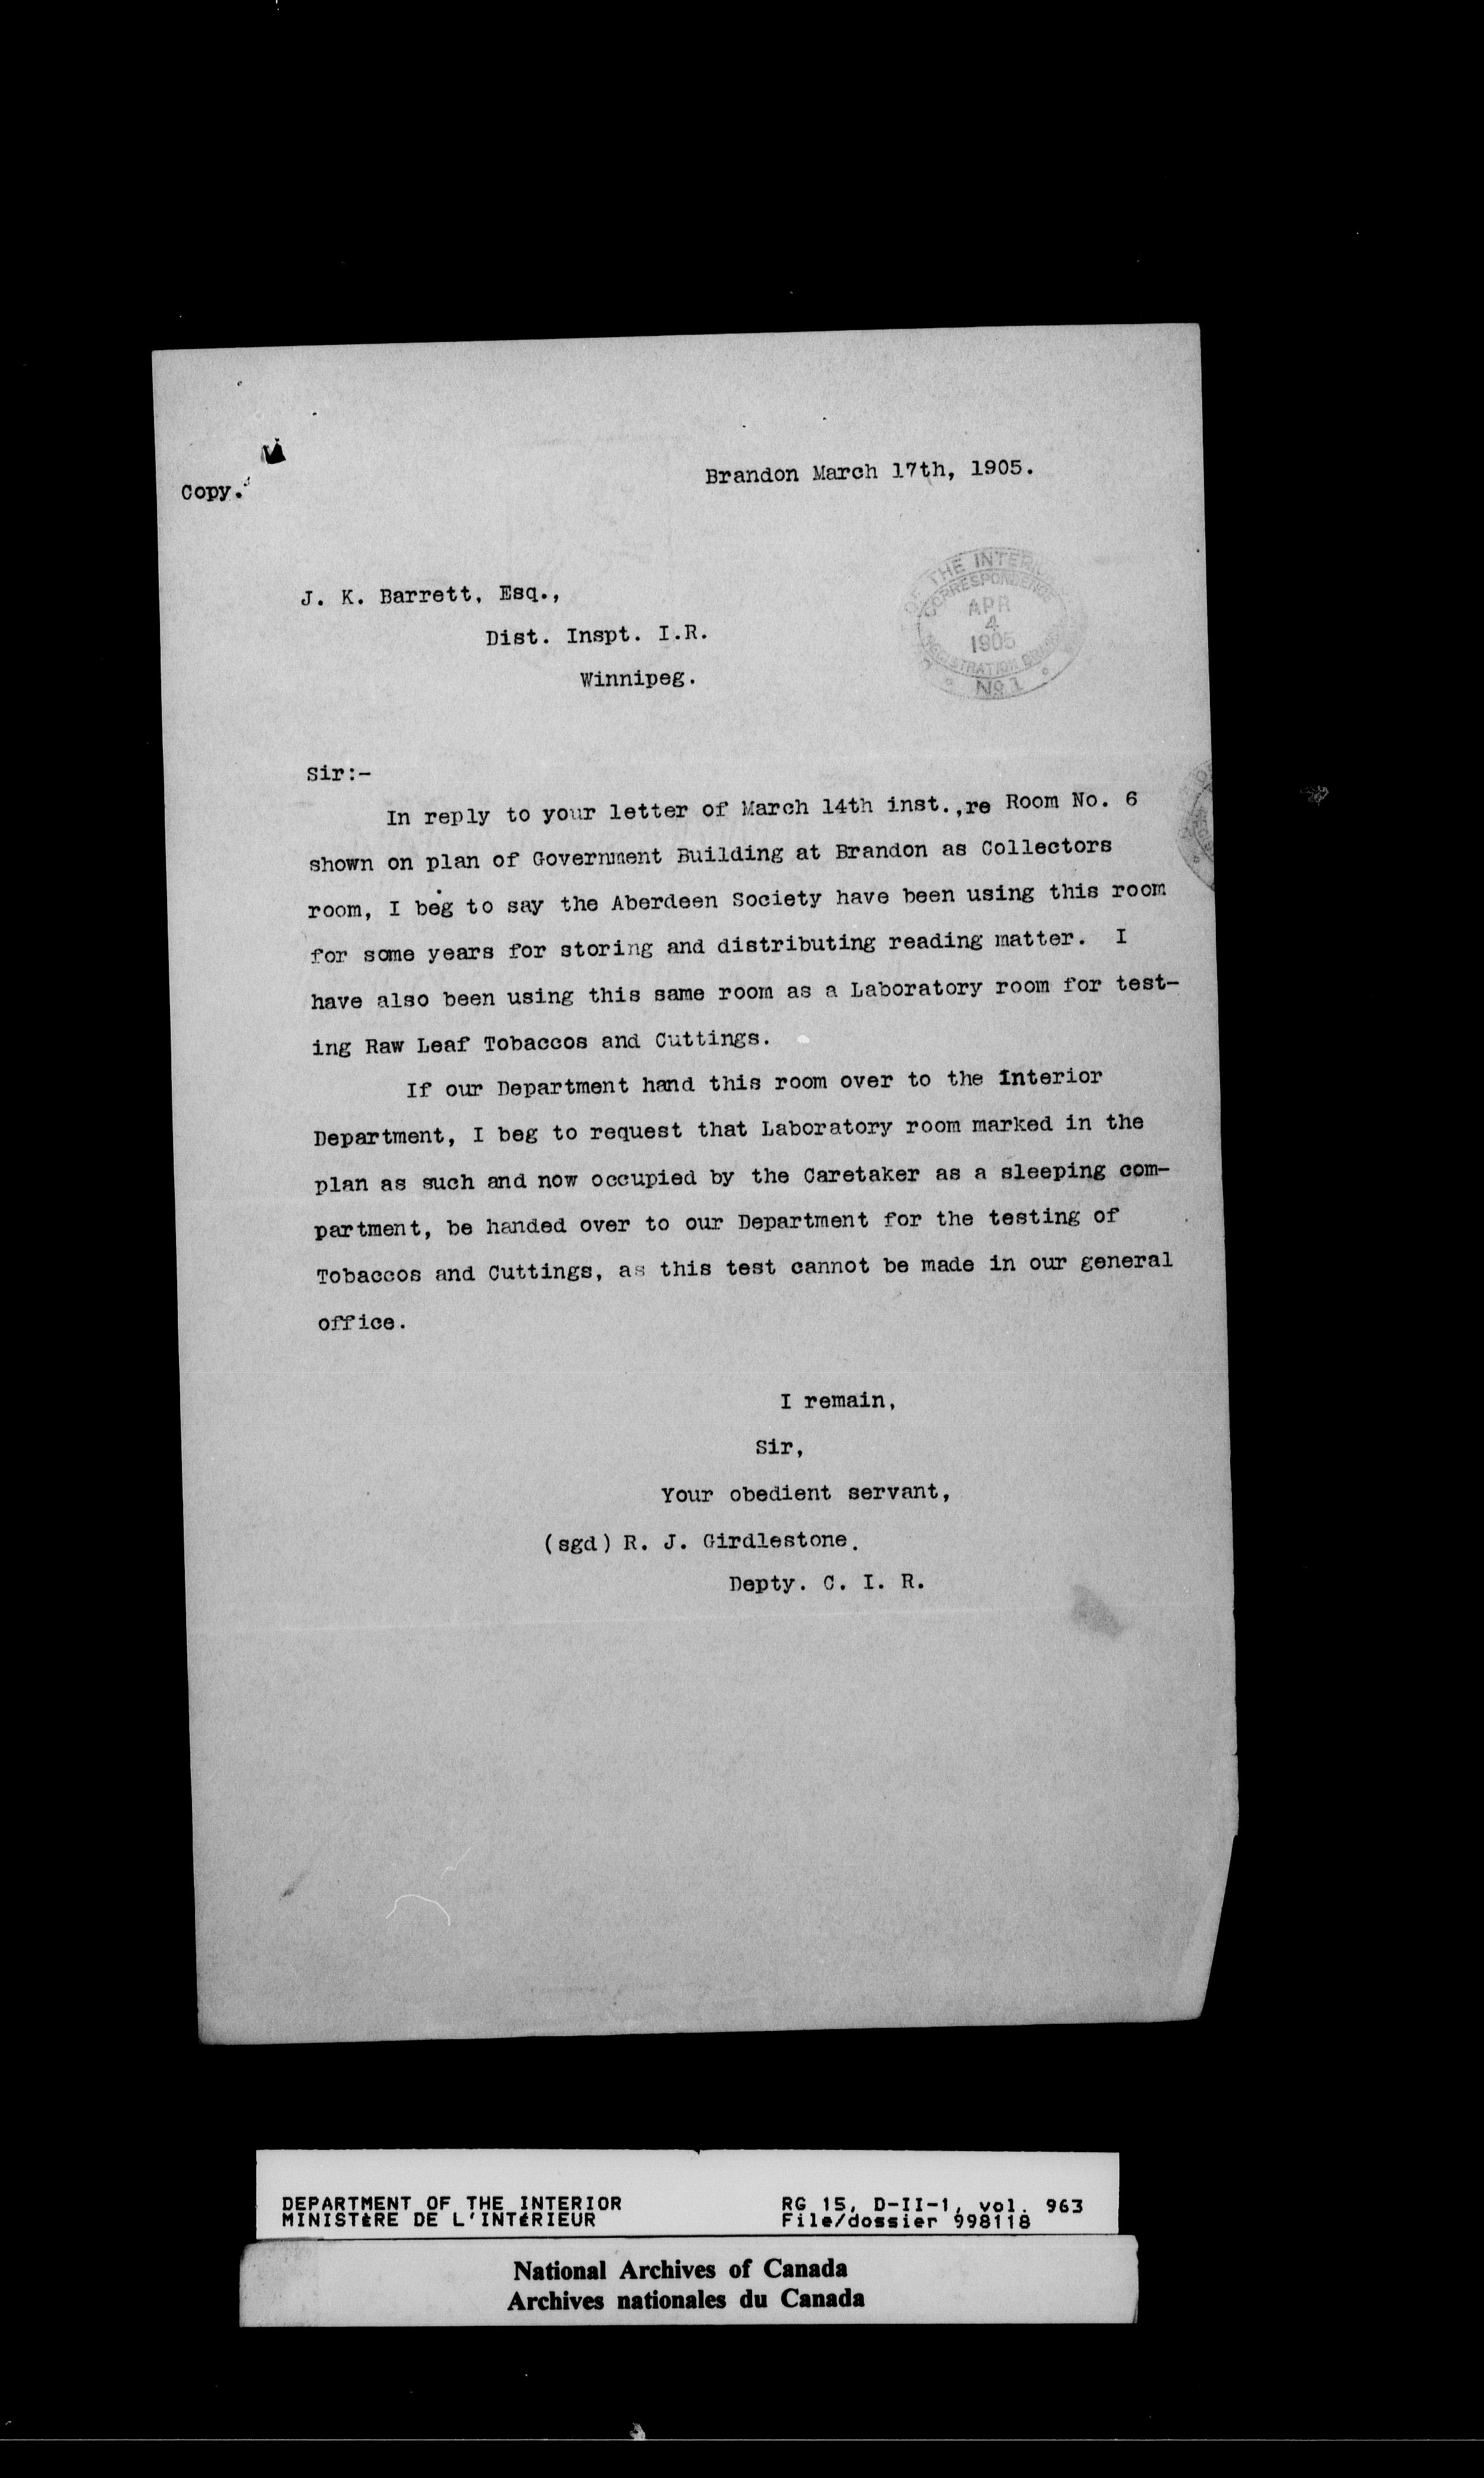 Copy.
Brandon March 17th, 1905.
THE INTERIOR
CORRESPONDENCE
APR
4
1905
REGISTRATION BRANCH
No 1
J. K. Barrett, Esq.,
Dist. Inspt. I.R.
Winnipeg.
Sir:-
In reply to your letter of March 14th inst.,re Room No. 6
shown on plan of Government Building at Brandon as Collectors
room, I beg to say the Aberdeen Society have been using this room
for some years for storing and distributing reading matter. I
have also been using this same room as a Laboratory room for test-
ing Raw Leaf Tobaccos and Cuttings.
If our Department hand this room over to the Interior
Department, I beg to request that Laboratory room marked in the
plan as such and now occupied by the Caretaker as a sleeping com-
partment, be handed over to our Department for the testing of
Tobaccos and Cuttings, as this test cannot be made in our general
office.
I remain,
Sir,
Your obedient servant,
(sgd) R. J. Girdlestone.
Depty. C. I. R.
DEPARTMENT OF THE INTERIOR
MINISTÈRE DE L'INTÉRIEUR
RG 15, D-II-1, vol. 963
File/dossier 998118
National Archives of Canada
Archives nationales du Canada